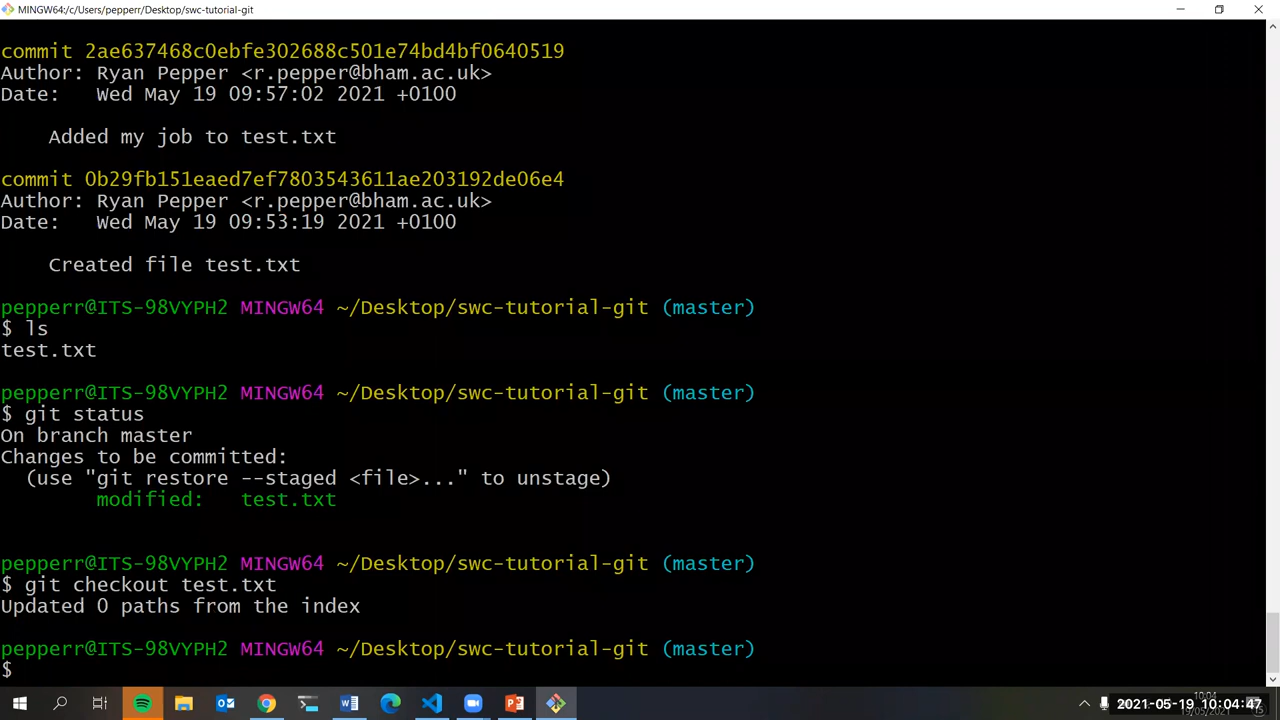 MINGW64:/c/Users/pepperr/Desktop/swc-tutorial-git
commit 2ae637468c0ebfe302688c501e74bd4bf0640519
Author: Ryan Pepper <r.pepper@bham.ac.uk>
Date:   Wed May 19 09:57:02 2021 +0100
Added my job to test.txt
commit 0b29fb151eaed7ef7803543611ae203192de06e4
Author: Ryan Pepper <r.pepper@bham.ac.uk>
Date:   Wed May 19 09:53:19 2021 +0100
Created file test.txt
pepperr@ITS-98VYPH2 MINGW64 ~/Desktop/swc-tutorial-git (master)
$ ls
test.txt
pepperr@ITS-98VYPH2 MINGW64 ~/Desktop/swc-tutorial-git (master)
$ git status
On branch master
Changes to be committed:
(use "git restore --staged <file>..." to unstage)
modified:   test.txt
pepperr@ITS-98VYPH2 MINGW64 ~/Desktop/swc-tutorial-git (master)
$ git checkout test.txt
Updated 0 paths from the index
pepperr@ITS-98VYPH2 MINGW64 ~/Desktop/swc-tutorial-git (master)
$
10:04
2021-05-19 10:04:47
19/05/2021